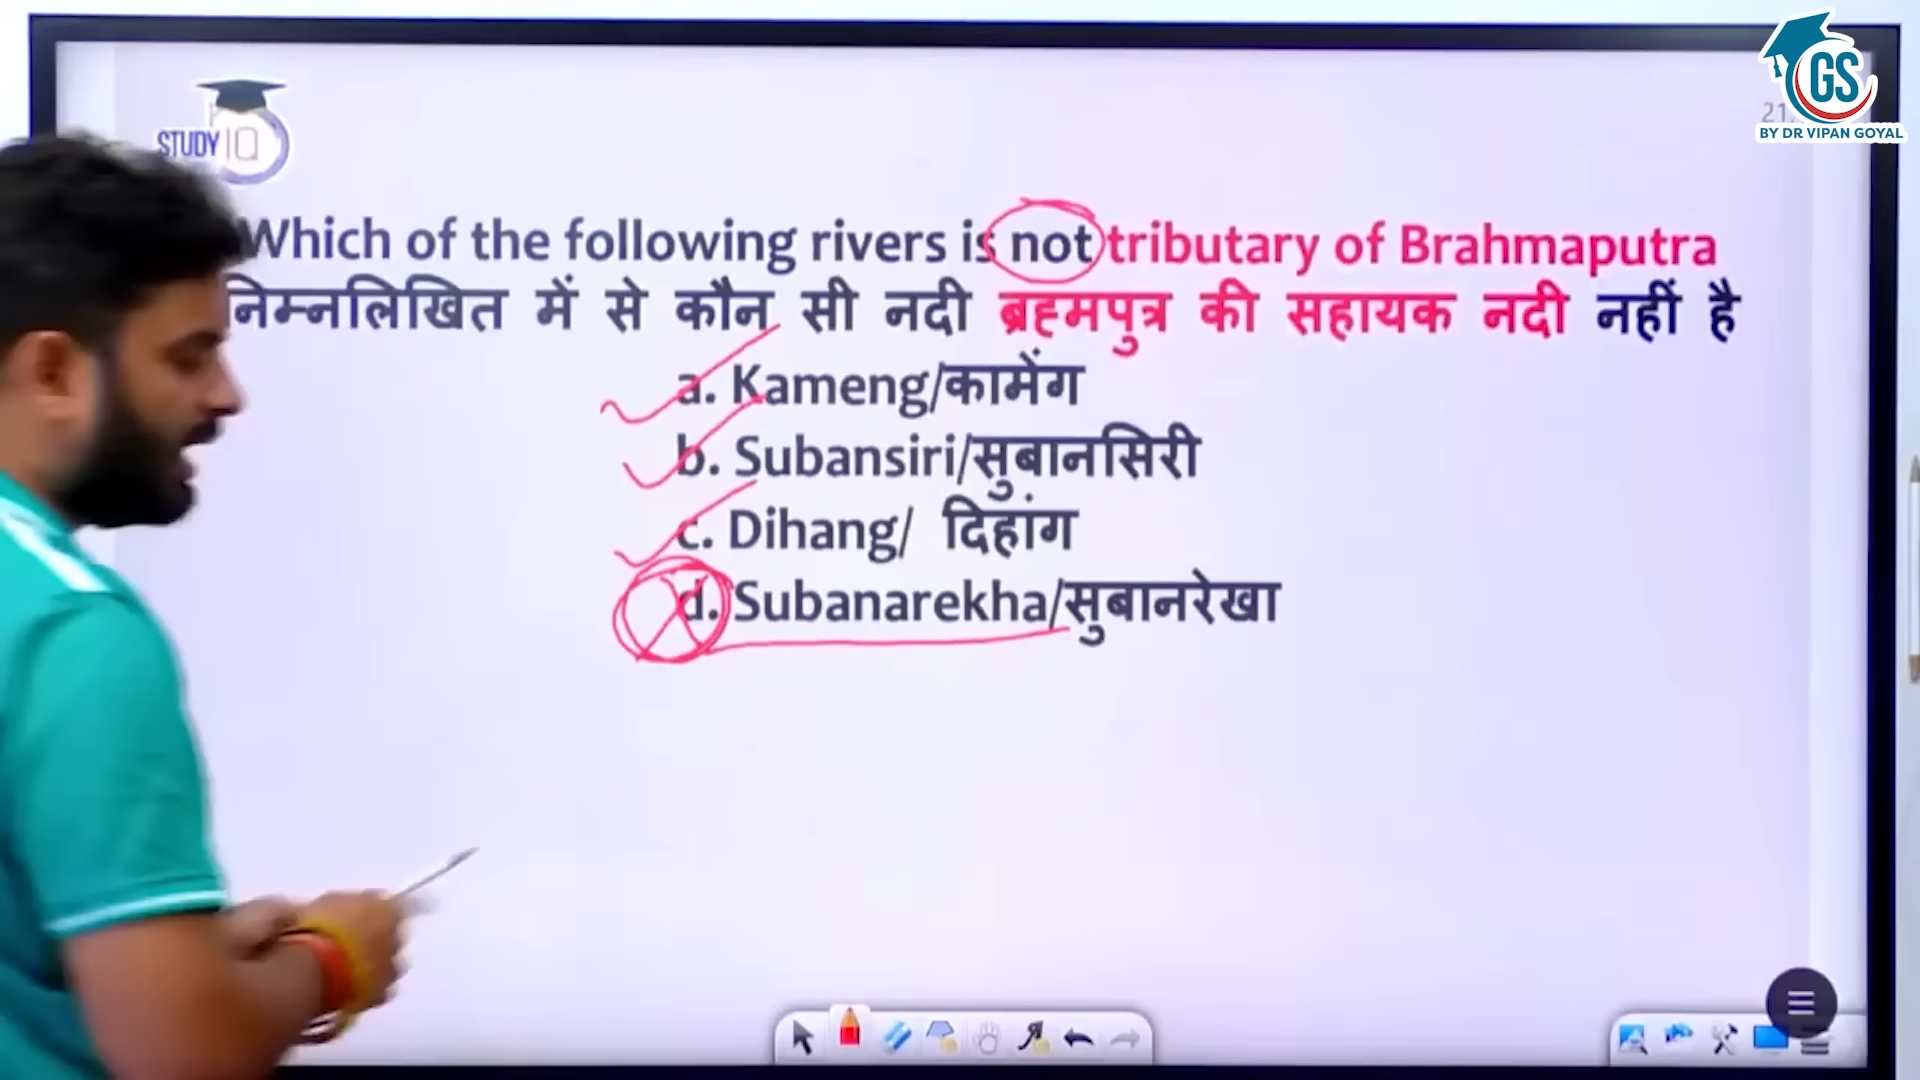 GS
BY DR VIPAN GOYAL
STUDY IQ
Which of the following rivers is not tributary of Brahmaputra
निम्नलिखित में से कौन सी नदी ब्रह्मपुत्र की सहायक नदी नहीं है
a. Kameng/कामेंग
b. Subansiri/सुबानसिरी
c. Dihang/ दिहांग
d. Subanarekha/सुबानरेखा